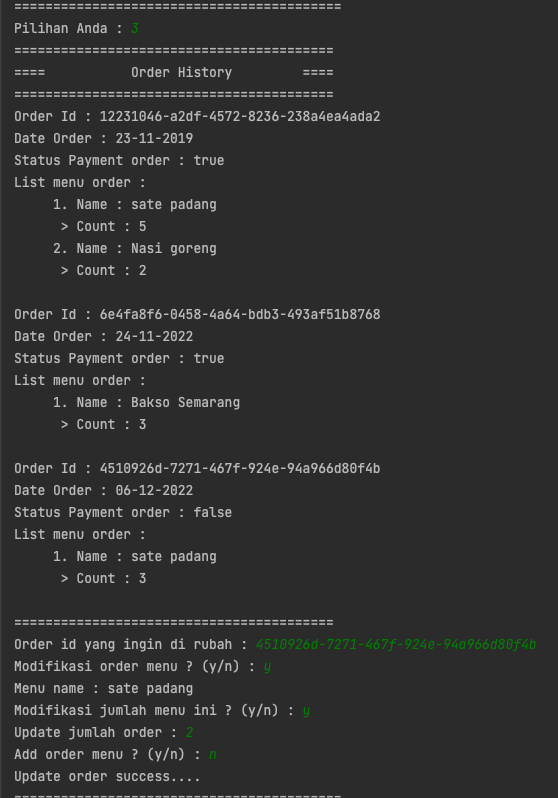 ==========================================
Pilihan Anda : 3
=========================================
====           Order History         ====
=========================================
Order Id : 12231046-a2df-4572-8236-238a4ea4ada2
Date Order : 23-11-2019
Status Payment order : true
List menu order :
     1. Name : sate padang
      > Count : 5
     2. Name : Nasi goreng
      > Count : 2

Order Id : 6e4fa8f6-0458-4a64-bdb3-493af51b8768
Date Order : 24-11-2022
Status Payment order : true
List menu order :
     1. Name : Bakso Semarang
      > Count : 3

Order Id : 4510926d-7271-467f-924e-94a966d80f4b
Date Order : 06-12-2022
Status Payment order : false
List menu order :
     1. Name : sate padang
      > Count : 3

=========================================
Order id yang ingin di rubah : 4510926d-7271-467f-924e-94a966d80f4b
Modifikasi order menu ? (y/n) : y
Menu name : sate padang
Modifikasi jumlah menu ini ? (y/n) : y
Update jumlah order : 2
Add order menu ? (y/n) : n
Update order success....
==========================================